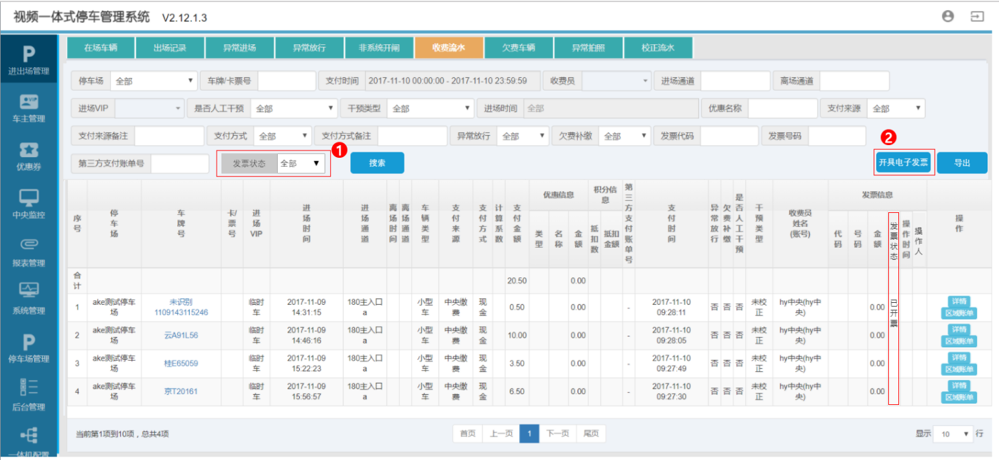 视频一体式停车管理系统 V2.12.1.3
进出场管理
车主管理
优惠券
中央监控
报表管理
系统管理
停车场管理
后台管理
一体机配置
在场车辆 出场记录 异常进场 异常放行 非系统开闸 收费流水 欠费车辆 异常拍照 校正流水
停车场 全部 车牌/卡票号 支付时间 2017-11-10 00:00:00 - 2017-11-10 23:59:59 收费员 进场通道 离场通道
进场VIP 是否人工干预 全部 干预类型 全部 进场时间 全部 优惠名称 支付来源 全部
支付来源备注 支付方式 全部 支付方式备注 异常放行 全部 欠费补缴 全部 发票代码 发票号码
第三方支付账单号 发票状态 全部 1 搜索 2 开具电子发票 导出
序号 停车场 车牌号 卡/票号 进场VIP 进场时间 进场通道 离场时间 离场通道 车辆类型 支付来源 支付方式 计算系数 支付金额 优惠信息 积分信息 第三方支付账单号 支付时间 异常放行 欠费补缴 是否人工干预 干预类型 收费员姓名(账号) 发票信息 操作
类型 名称 金额 抵扣数 抵扣金额 代码 号码 金额 发票状态 操作时间 操作人
合计 20.50 0.00
1 ake测试停车场 未识别1109143115246 临时车 2017-11-09 14:31:15 180主入口a 小型车 中央缴费 现金 0.50 0.00 - 2017-11-10 09:28:11 否 否 否 未校正 hy中央(hy中央) 0.00 已开票 详情 区域账单
2 ake测试停车场 云A91L56 临时车 2017-11-09 14:46:16 180主入口a 小型车 中央缴费 现金 10.00 0.00 - 2017-11-10 09:28:05 否 否 否 未校正 hy中央(hy中央) 0.00 详情 区域账单
3 ake测试停车场 桂E65059 临时车 2017-11-09 15:22:23 180主入口a 小型车 中央缴费 现金 3.50 0.00 - 2017-11-10 09:27:49 否 否 否 未校正 hy中央(hy中央) 0.00 详情 区域账单
4 ake测试停车场 京T20161 临时车 2017-11-09 15:56:57 180主入口a 小型车 中央缴费 现金 6.50 0.00 - 2017-11-10 09:27:30 否 否 否 未校正 hy中央(hy中央) 0.00 详情 区域账单
当前第1项到10项，总共4项 首页 上一页 1 下一页 尾页 显示 10 行